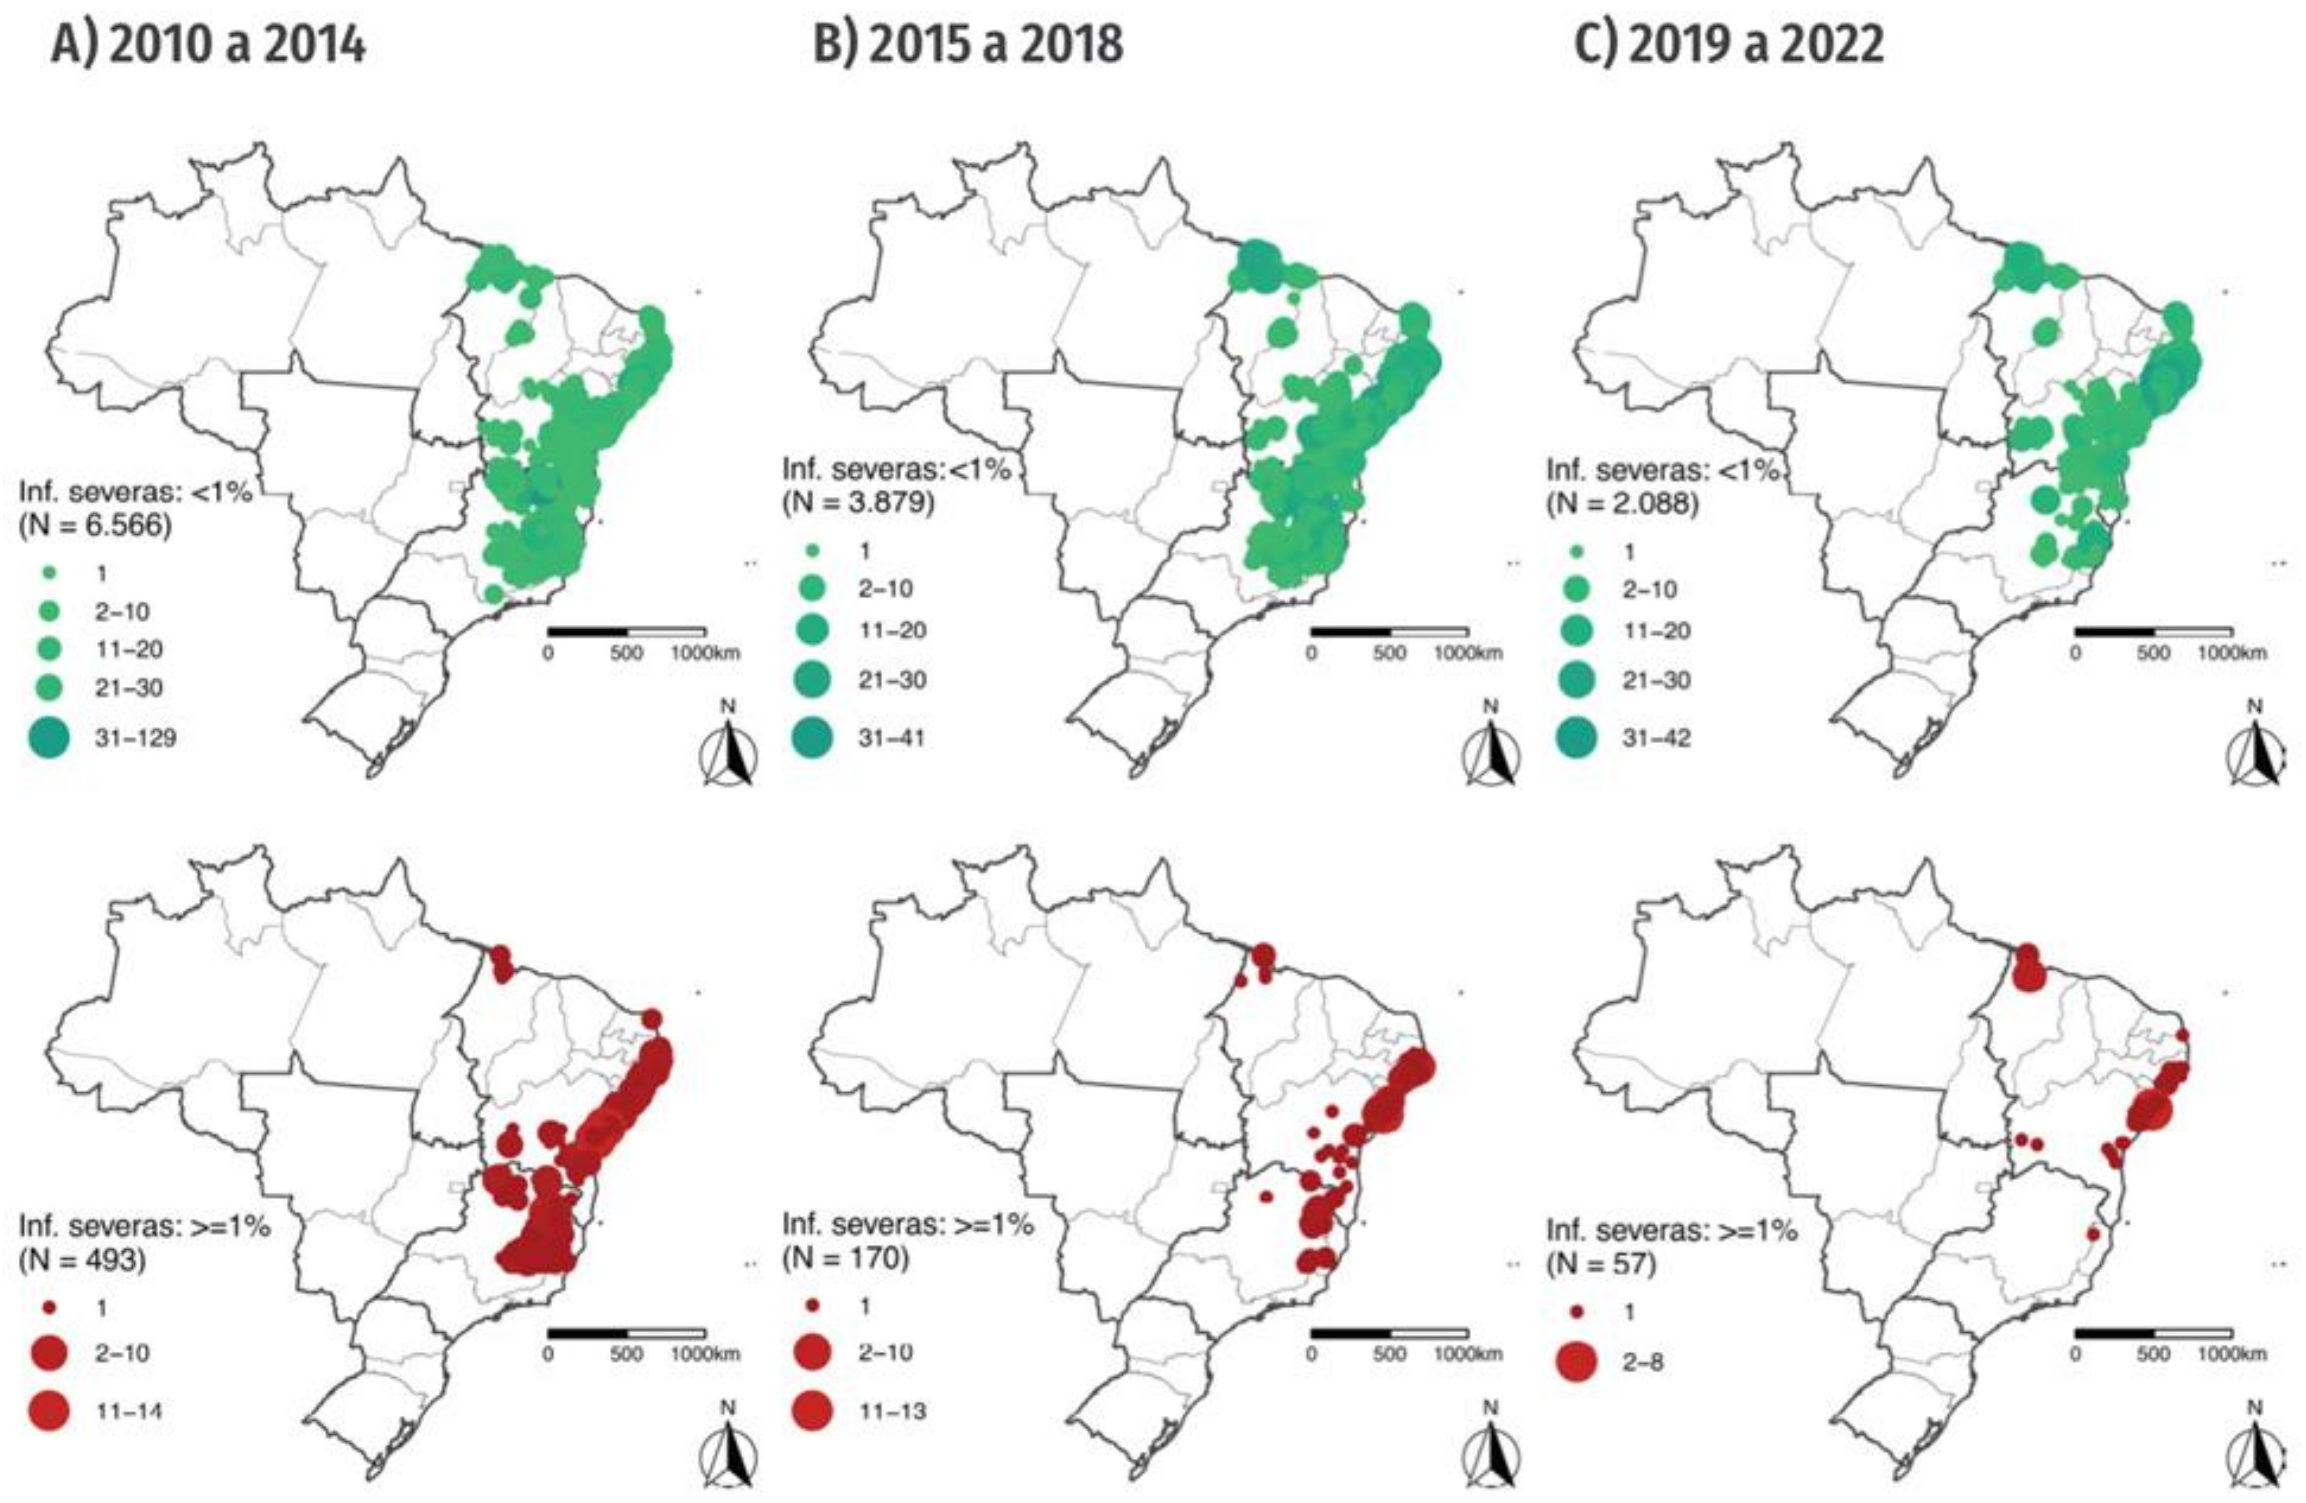 A) 2010 a 2014
B) 2015 a 2018
C) 2019 a 2022
Inf. severas: <1%
(N = 6.566)
1
2–10
11–20
21–30
31–129
0 500 1000km
N
Inf. severas:<1%
(N = 3.879)
1
2–10
11–20
21–30
31–41
0 500 1000km
N
Inf. severas: <1%
(N = 2.088)
1
2–10
11–20
21–30
31–42
0 500 1000km
N
Inf. severas: >=1%
(N = 493)
1
2–10
11–14
0 500 1000km
N
Inf. severas: >=1%
(N = 170)
1
2–10
11–13
0 500 1000km
N
Inf. severas: >=1%
(N = 57)
1
2–8
0 500 1000km
N